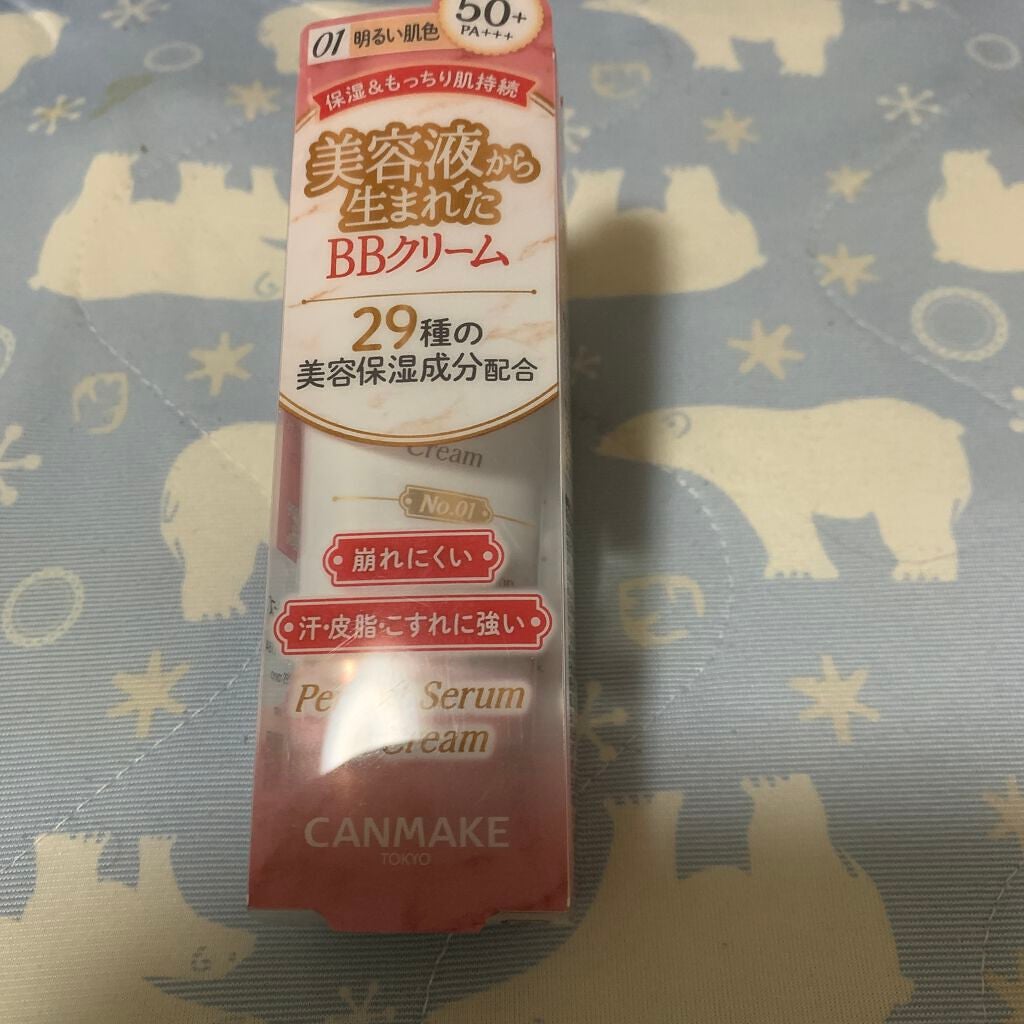 01 明るい肌色
50+
PA+++
保湿&もっちり肌持続
美容液から
生まれた
BBクリーム
29種の
美容保湿成分配合
Cream
No.01
崩れにくい
汗・皮脂・こすれに強い
Serum
Cream
CANMAKE
TOKYO